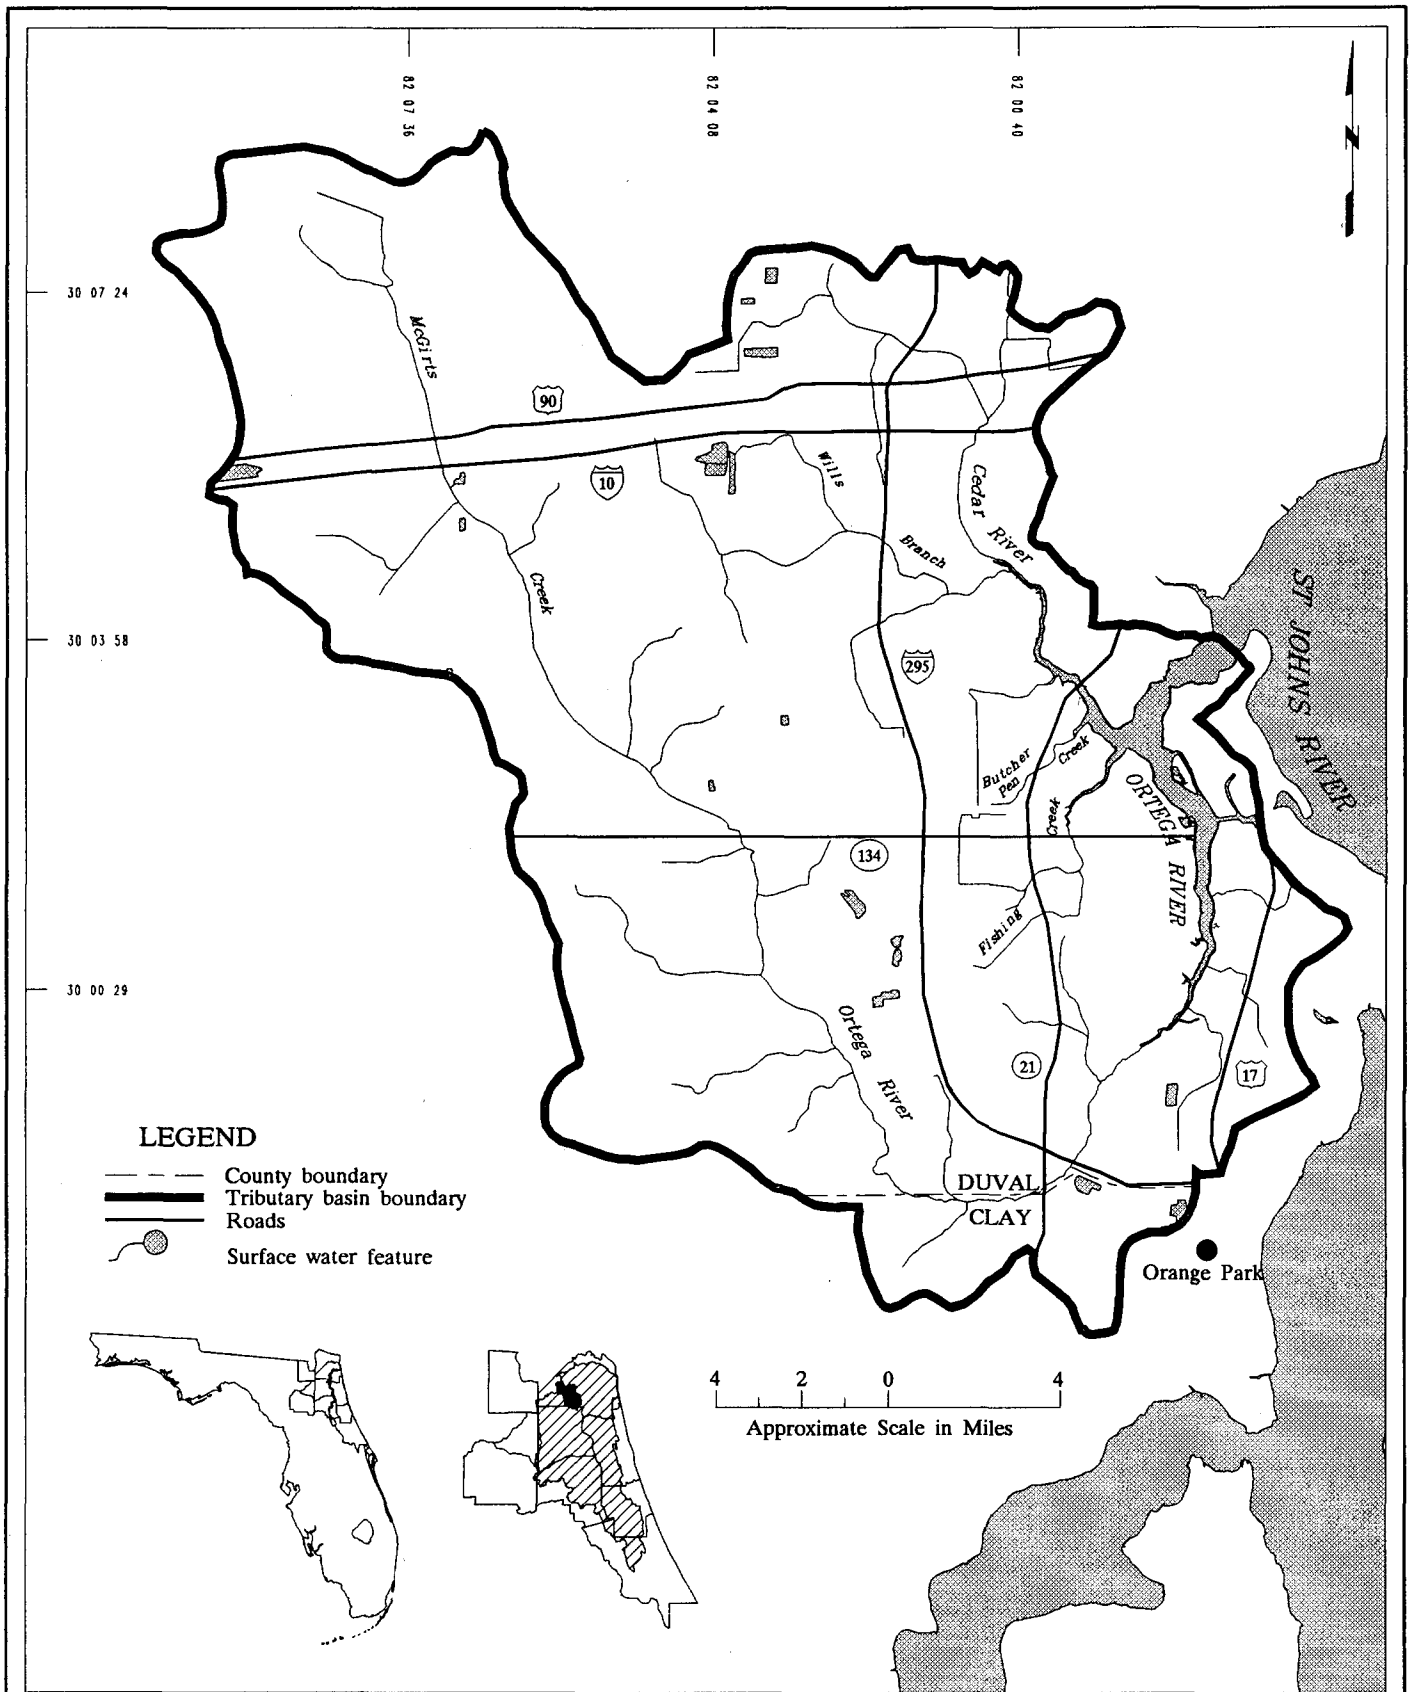 82 07 36
82 04 08
82 00 40
N
30 07 24
McGirts
90
10
Wills
Cedar River
Branch
Creek
ST JOHNS RIVER
30 03 58
295
Butcher Pen
Creek
ORTEGA RIVER
Creek
134
Fishing
30 00 29
Ortega River
21
17
LEGEND
County boundary
Tributary basin boundary
Roads
Surface water feature
DUVAL
CLAY
Orange Park
4 2 0 4
Approximate Scale in Miles